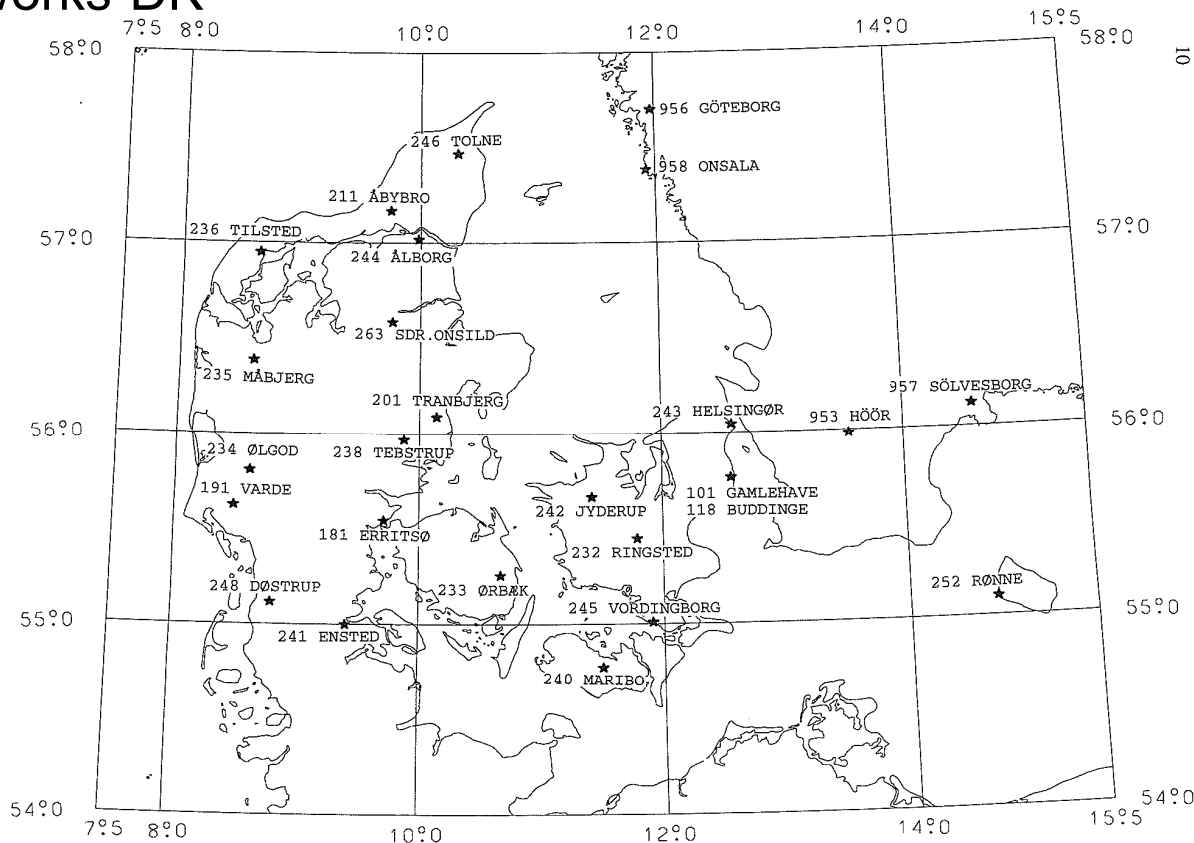 works DK
7°5 8°0 10°0 12°0 14°0 15°5
58°0 58°0
10
956 GÖTEBORG
246 TOLNE
958 ONSALA
211 ÅBYBRO
236 TILSTED
57°0 57°0
244 ÅLBORG
263 SDR.ONSILD
235 MÅBJERG
957 SÖLVESBORG
201 TRANBJERG
243 HELSINGØR
953 HÖÖR
56°0 56°0
234 ØLGOD
238 TEBSTRUP
191 VARDE
101 GAMLEHAVE
242 JYDERUP
118 BUDDINGE
181 ERRITSØ
232 RINGSTED
248 DØSTRUP
233 ØRBÆK
252 RØNNE
245 VORDINGBORG
55°0 55°0
241 ENSTED
240 MARIBO
54°0 54°0
7°5 8°0 10°0 12°0 14°0 15°5